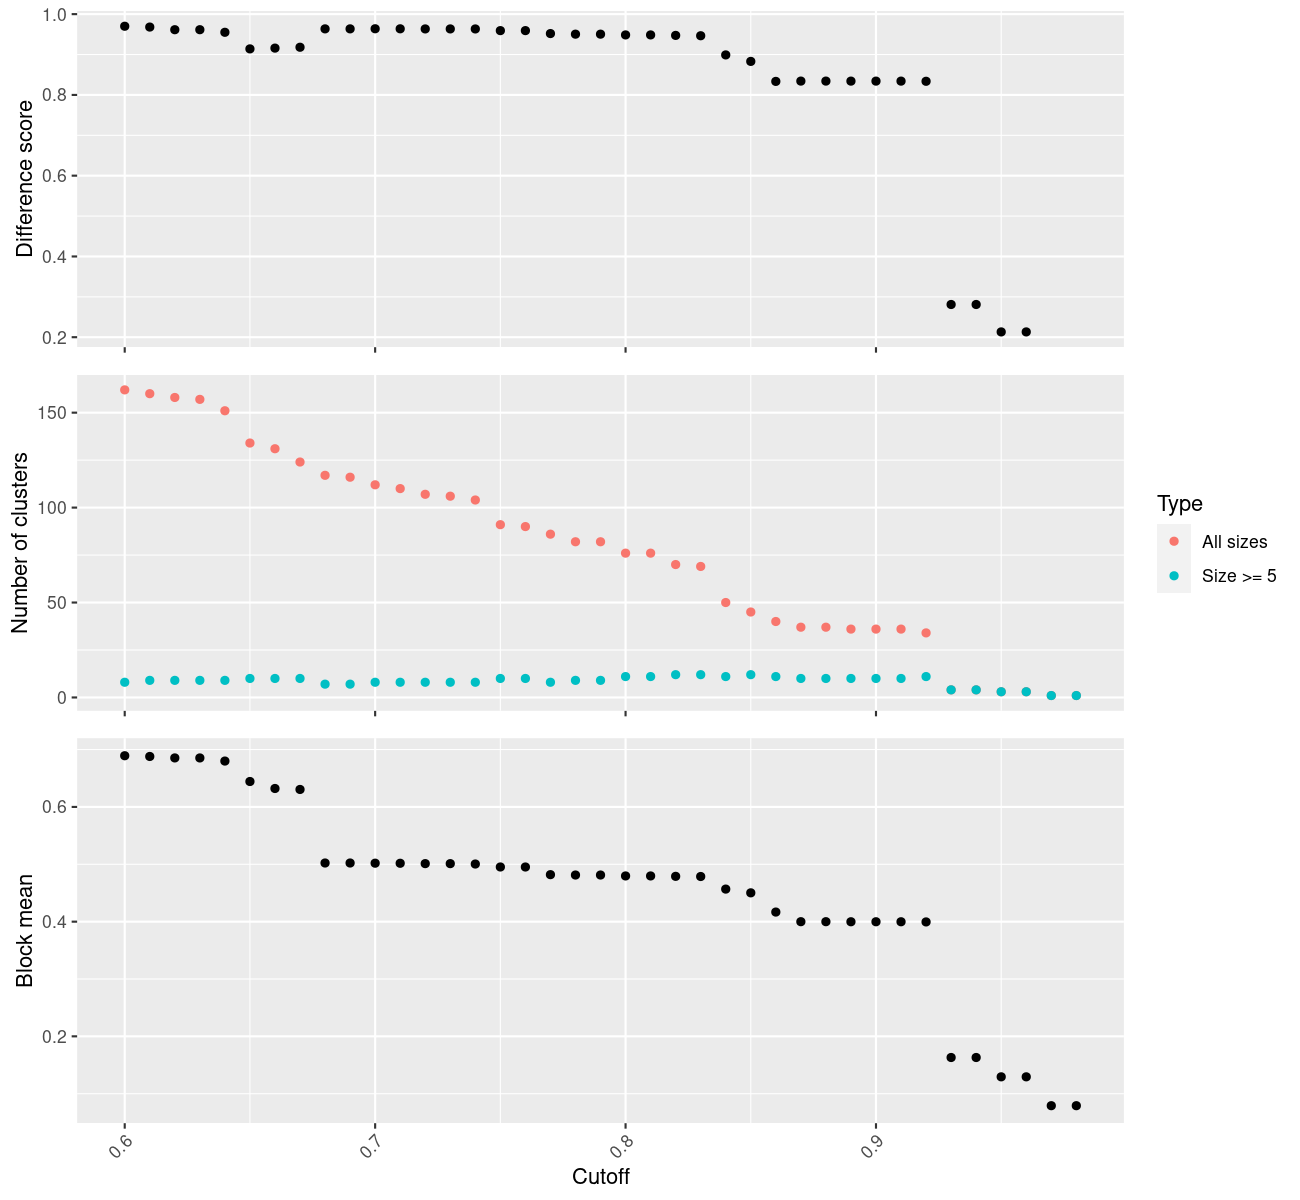 1.0
0.8
0.6
0.4
0.2
Difference score
150
100
50
0
Number of clusters
Type
All sizes
Size >= 5
0.6
0.4
0.2
Block mean
0.6
0.7
0.8
0.9
Cutoff